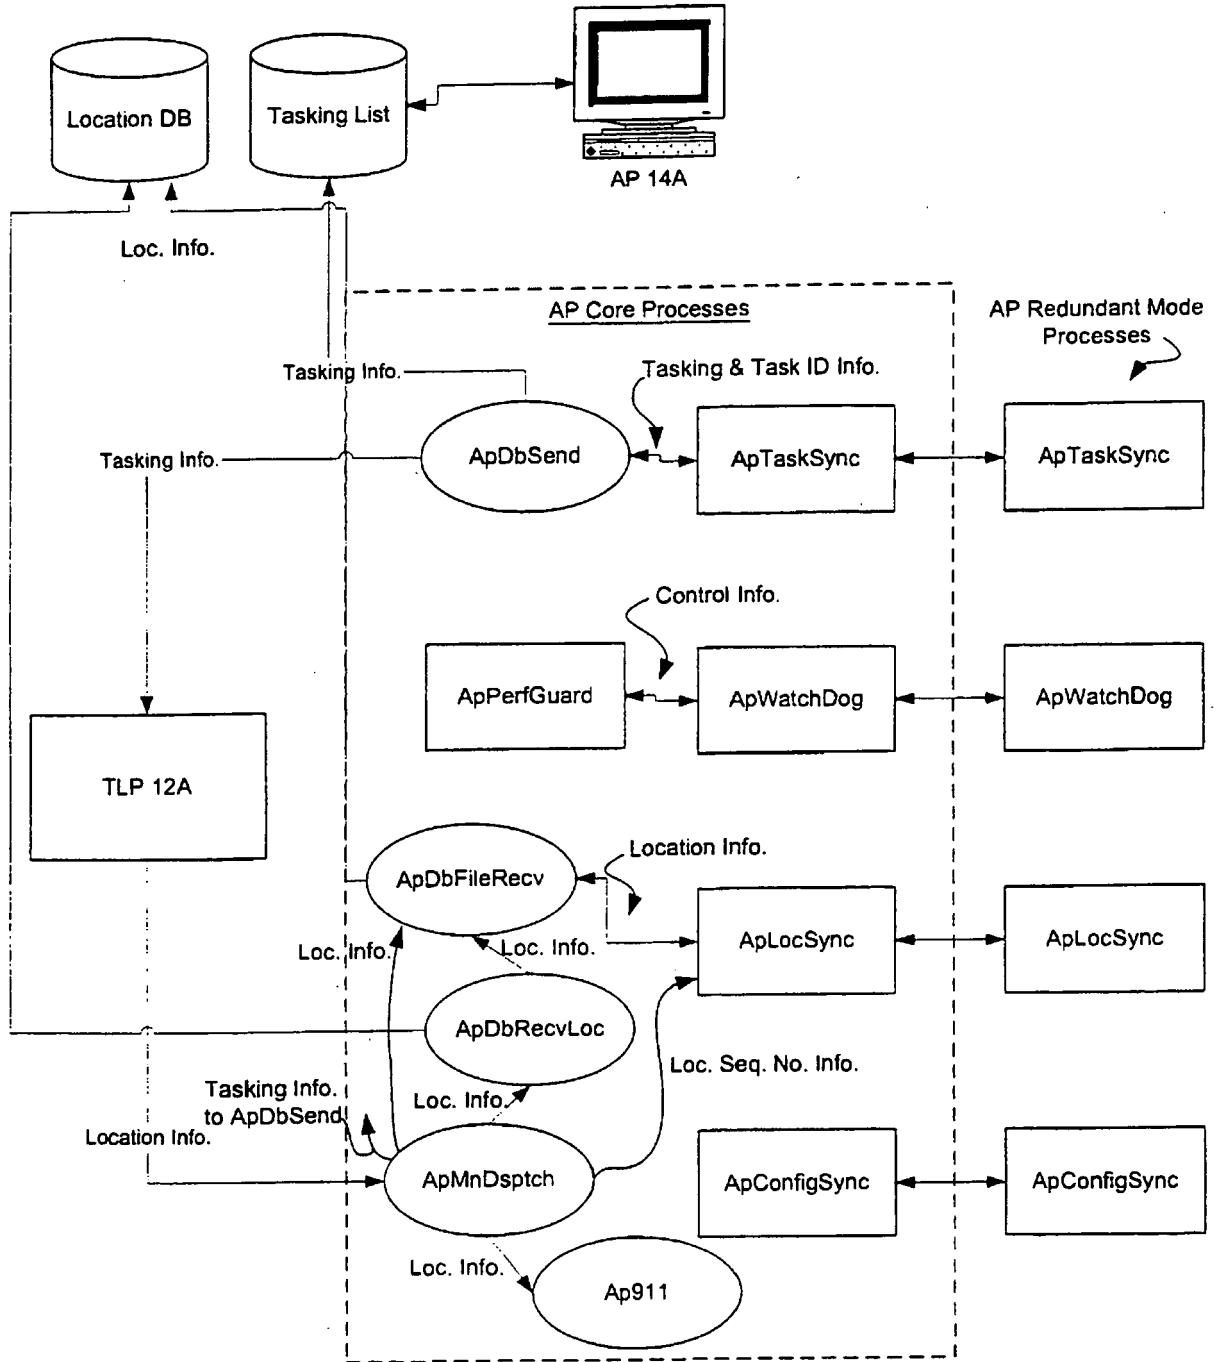 Location DB
Tasking List
AP 14A
Loc. Info.
AP Core Processes
AP Redundant Mode
Processes
Tasking Info.
Tasking & Task ID Info.
Tasking Info.
ApDbSend
ApTaskSync
ApTaskSync
Control Info.
ApPerfGuard
ApWatchDog
ApWatchDog
TLP 12A
Location Info.
ApDbFileRecv
ApLocSync
ApLocSync
Loc. Info.
Loc. Info.
ApDbRecvLoc
Loc. Seq. No. Info.
Tasking Info.
to ApDbSend
Loc. Info.
Location Info.
ApMnDsptch
ApConfigSync
ApConfigSync
Loc. Info.
Ap911